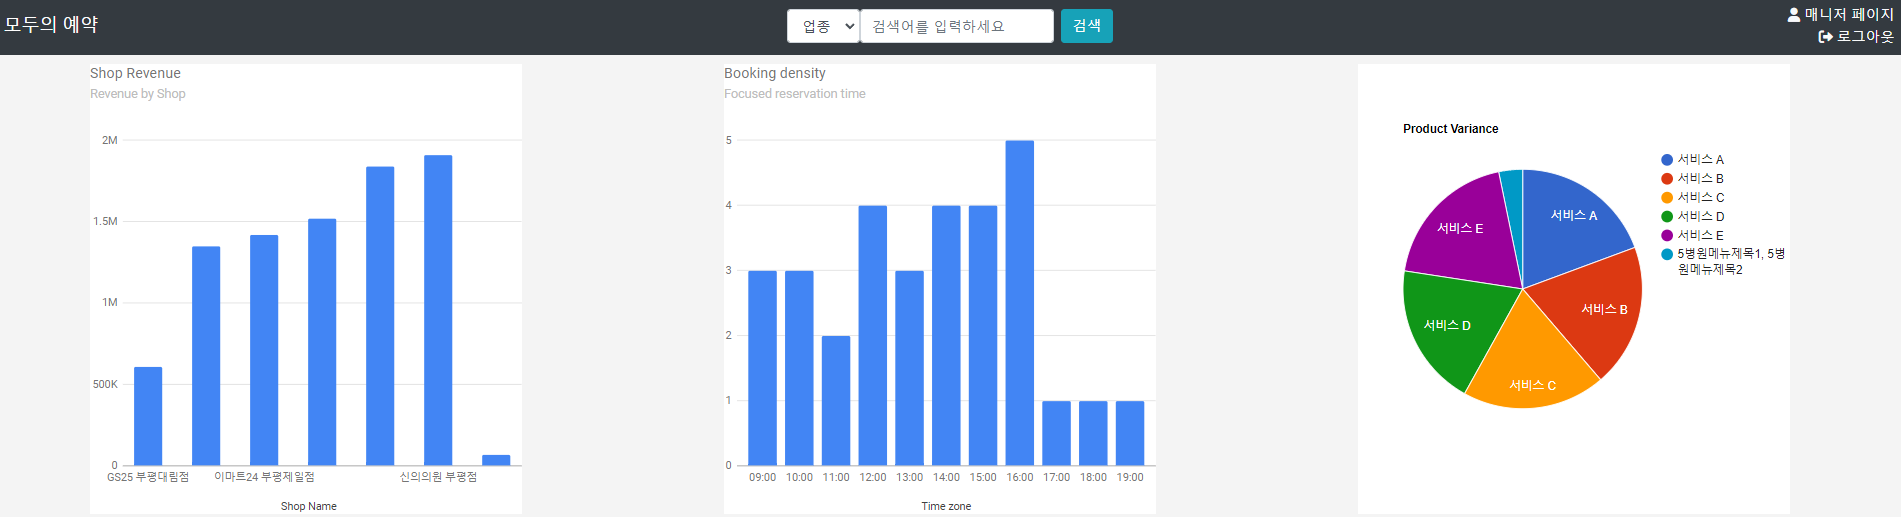 모두의 예약
업종
검색어를 입력하세요
검색
매니저 페이지
로그아웃
Shop Revenue
Revenue by Shop
2M
1.5M
1M
500K
0
GS25 부평대림점
이마트24 부평제일점
신의의원 부평점
Shop Name
Booking density
Focused reservation time
5
4
3
2
1
0
09:00 10:00 11:00 12:00 13:00 14:00 15:00 16:00 17:00 18:00 19:00
Time zone
Product Variance
서비스 A
서비스 B
서비스 C
서비스 D
서비스 E
서비스 A
서비스 B
서비스 C
서비스 D
서비스 E
5병원메뉴제목1, 5병
원메뉴제목2